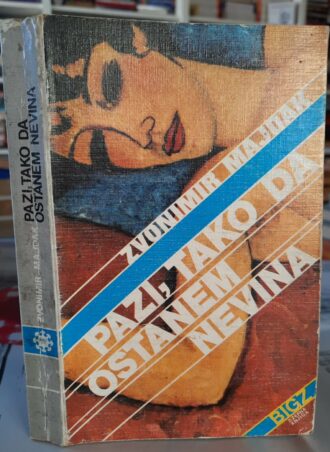 ZVONIMIR MAJDAK
PAZI, TAKO DA
OSTANEM
NEVINA
BIGZ
PAZI, TAKO DA
OSTANEM NEVINA
ZVONIMIR MAJDAK